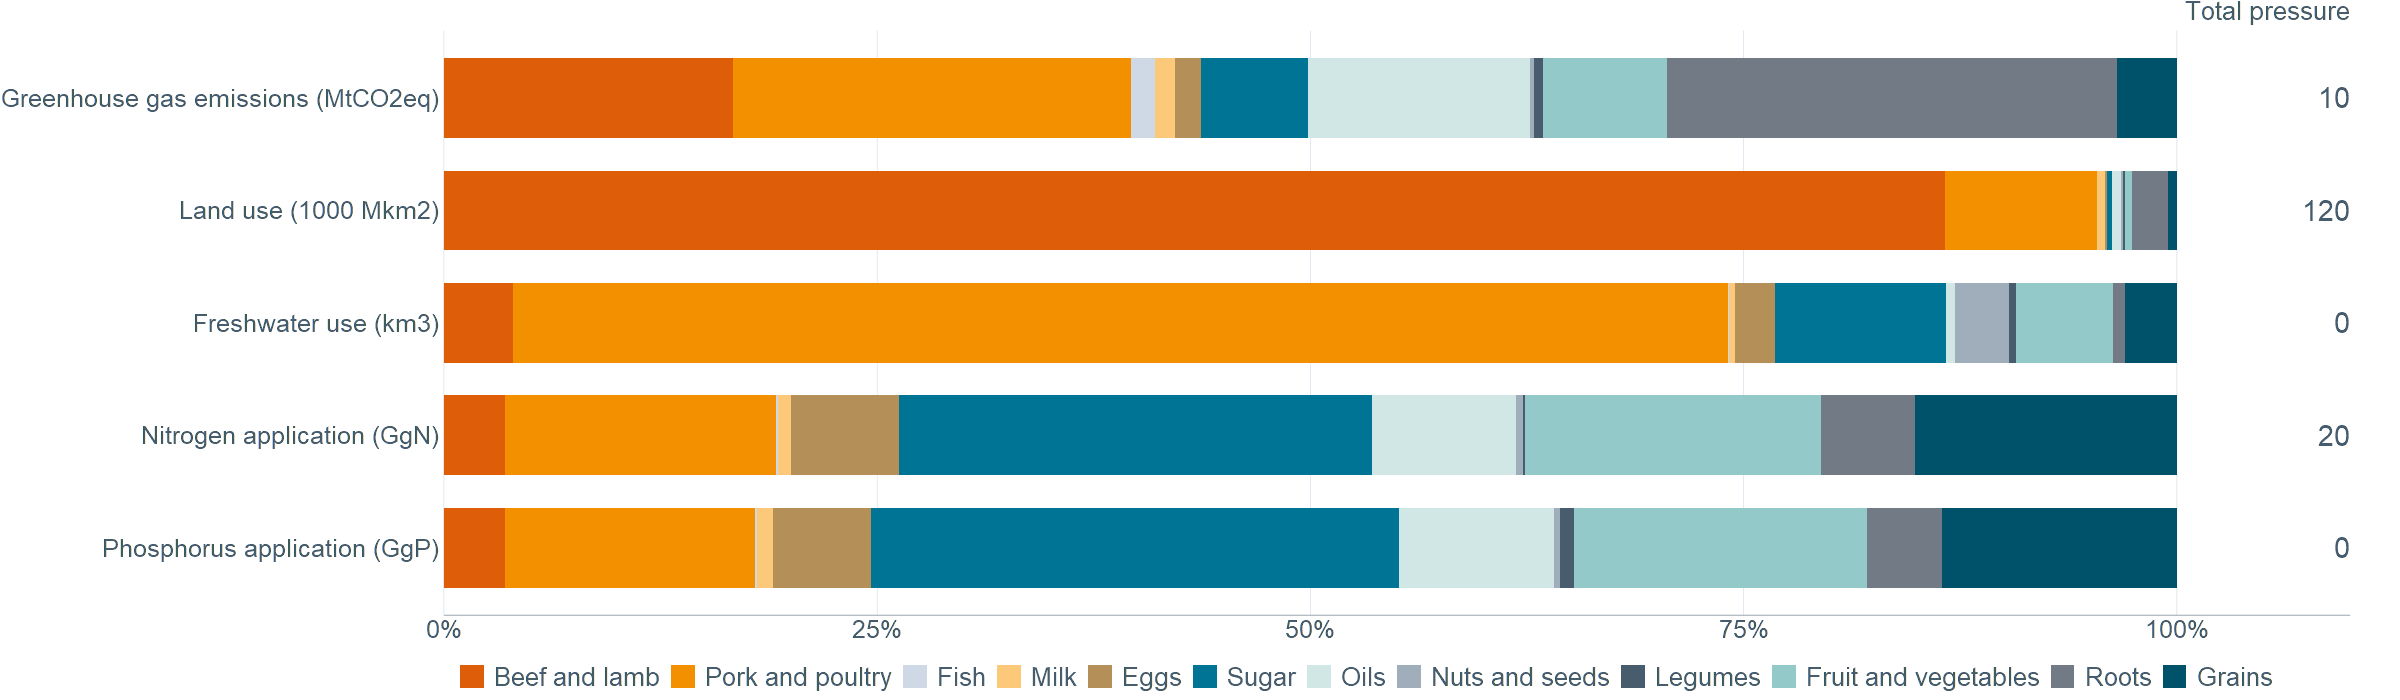 Total pressure
Greenhouse gas emissions (MtCO2eq) 10
Land use (1000 Mkm2) 120
Freshwater use (km3) 0
Nitrogen application (GgN) 20
Phosphorus application (GgP) 0
0% 25% 50% 75% 100%
Beef and lamb Pork and poultry Fish Milk Eggs Sugar Oils Nuts and seeds Legumes Fruit and vegetables Roots Grains